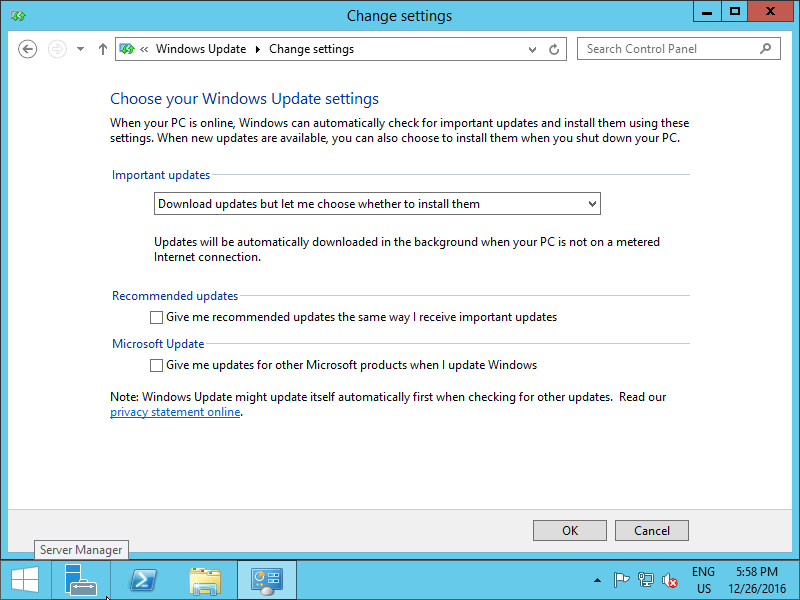 Change settings
« Windows Update Change settings
Search Control Panel
Choose your Windows Update settings
When your PC is online, Windows can automatically check for important updates and install them using these
settings. When new updates are available, you can also choose to install them when you shut down your PC.
Important updates
Download updates but let me choose whether to install them
Updates will be automatically downloaded in the background when your PC is not on a metered
Internet connection.
Recommended updates
Give me recommended updates the same way I receive important updates
Microsoft Update
Give me updates for other Microsoft products when I update Windows
Note: Windows Update might update itself automatically first when checking for other updates. Read our
privacy statement online.
OK
Cancel
Server Manager
ENG
US
5:58 PM
12/26/2016